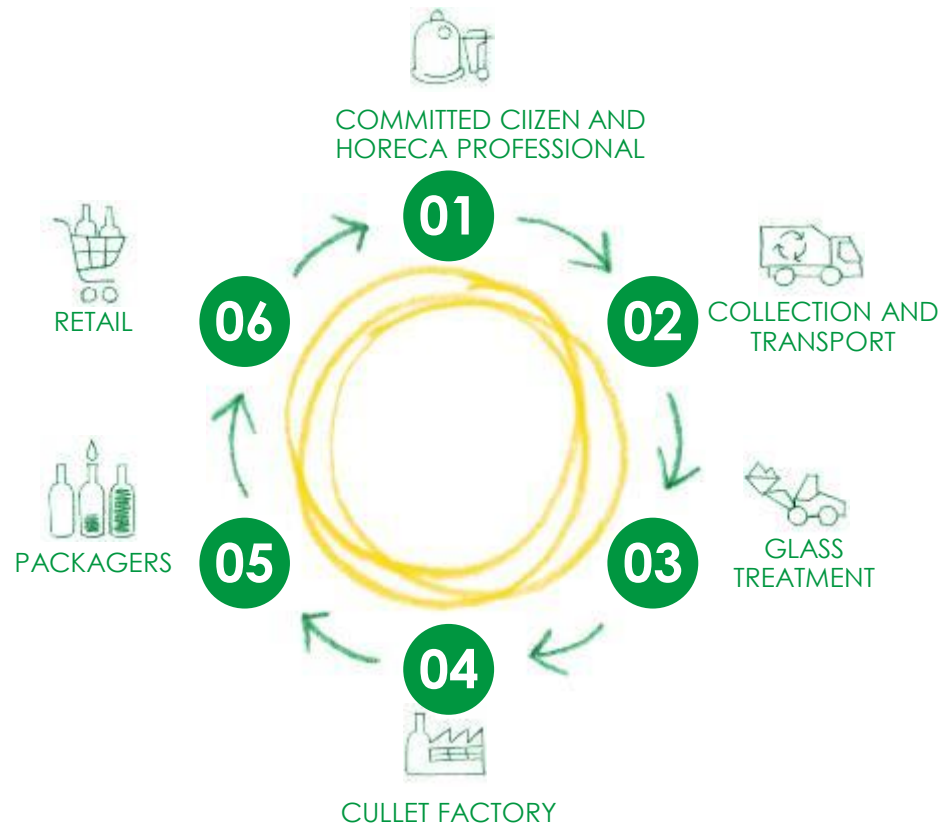 COMMITTED CIIZEN AND
HORECA PROFESSIONAL
01
02
COLLECTION AND
TRANSPORT
03
GLASS
TREATMENT
04
CULLET FACTORY
05
PACKAGERS
06
RETAIL